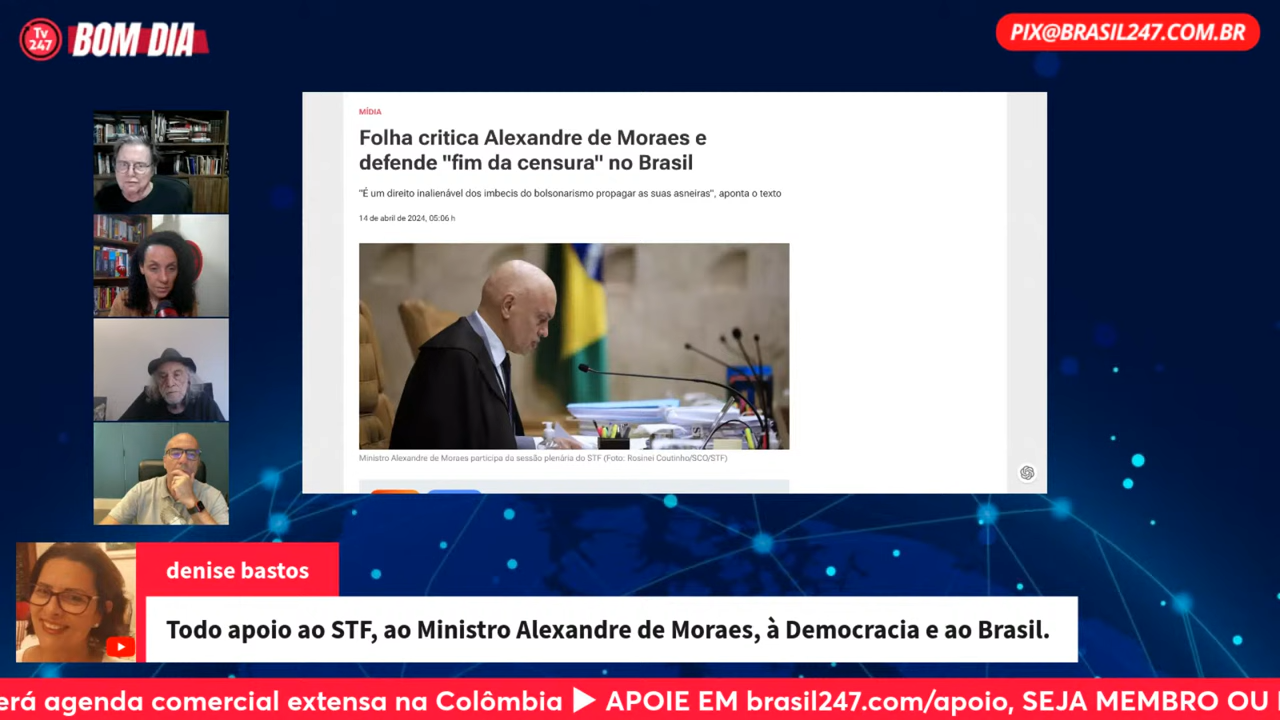 Tv 247
BOM DIA
PIX@BRASIL247.COM.BR
MÍDIA
Folha critica Alexandre de Moraes e
defende "fim da censura" no Brasil
"É um direito inalienável dos imbecis do bolsonarismo propagar as suas asneiras", aponta o texto
14 de abril de 2024, 05:06 h
Ministro Alexandre de Moraes participa da sessão plenária do STF (Foto: Rosinei Coutinho/SCO/STF)
denise bastos
Todo apoio ao STF, ao Ministro Alexandre de Moraes, à Democracia e ao Brasil.
erá agenda comercial extensa na Colômbia ▶ APOIE EM brasil247.com/apoio, SEJA MEMBRO OU